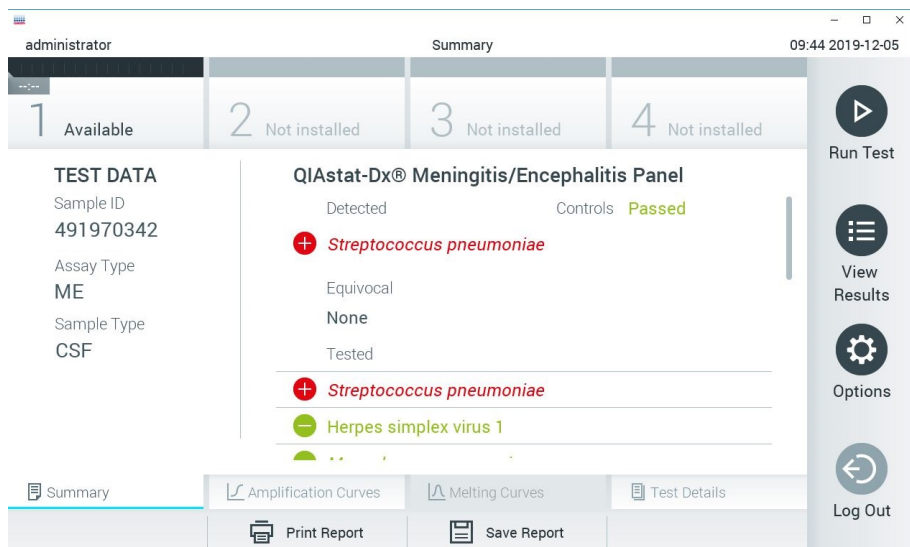 administrator
Summary
09:44 2019-12-05
--:--
1 Available
2 Not installed
3 Not installed
4 Not installed
Run Test
TEST DATA
Sample ID
491970342
Assay Type
ME
Sample Type
CSF
QIAstat-Dx® Meningitis/Encephalitis Panel
Detected
Controls Passed
Streptococcus pneumoniae
Equivocal
None
Tested
Streptococcus pneumoniae
Herpes simplex virus 1
View
Results
Options
Log Out
Summary
Amplification Curves
Melting Curves
Test Details
Print Report
Save Report